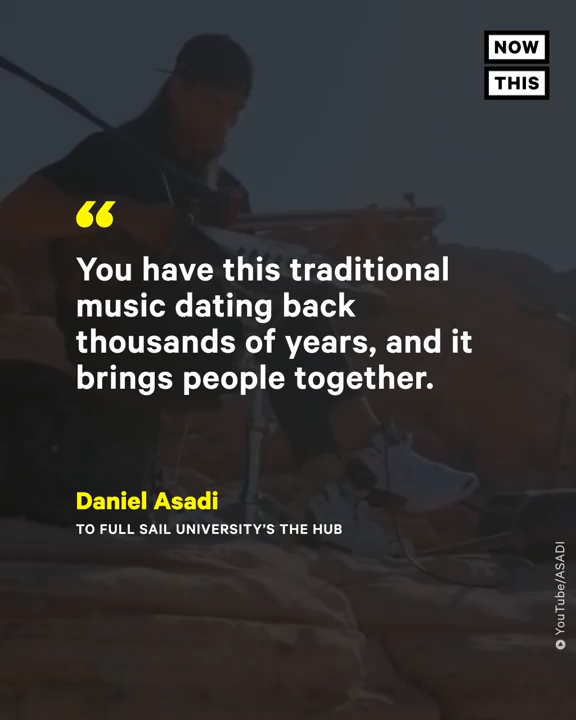 NOW
THIS
“
You have this traditional
music dating back
thousands of years, and it
brings people together.
Daniel Asadi
TO FULL SAIL UNIVERSITY’S THE HUB
YouTube/ASADI